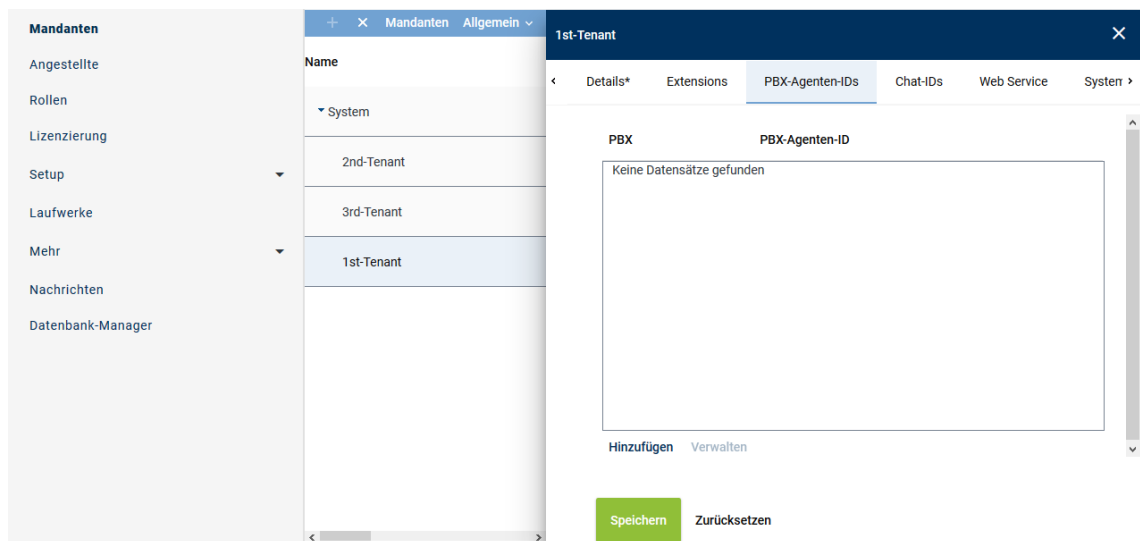 Mandanten
Angestellte
Rollen
Lizenzierung
Setup
Laufwerke
Mehr
Nachrichten
Datenbank-Manager
+ × Mandanten Allgemein
Name
System
2nd-Tenant
3rd-Tenant
1st-Tenant
1st-Tenant
Details* Extensions PBX-Agenten-IDs Chat-IDs Web Service System
PBX PBX-Agenten-ID
Keine Datensätze gefunden
Hinzufügen Verwalten
Speichern Zurücksetzen